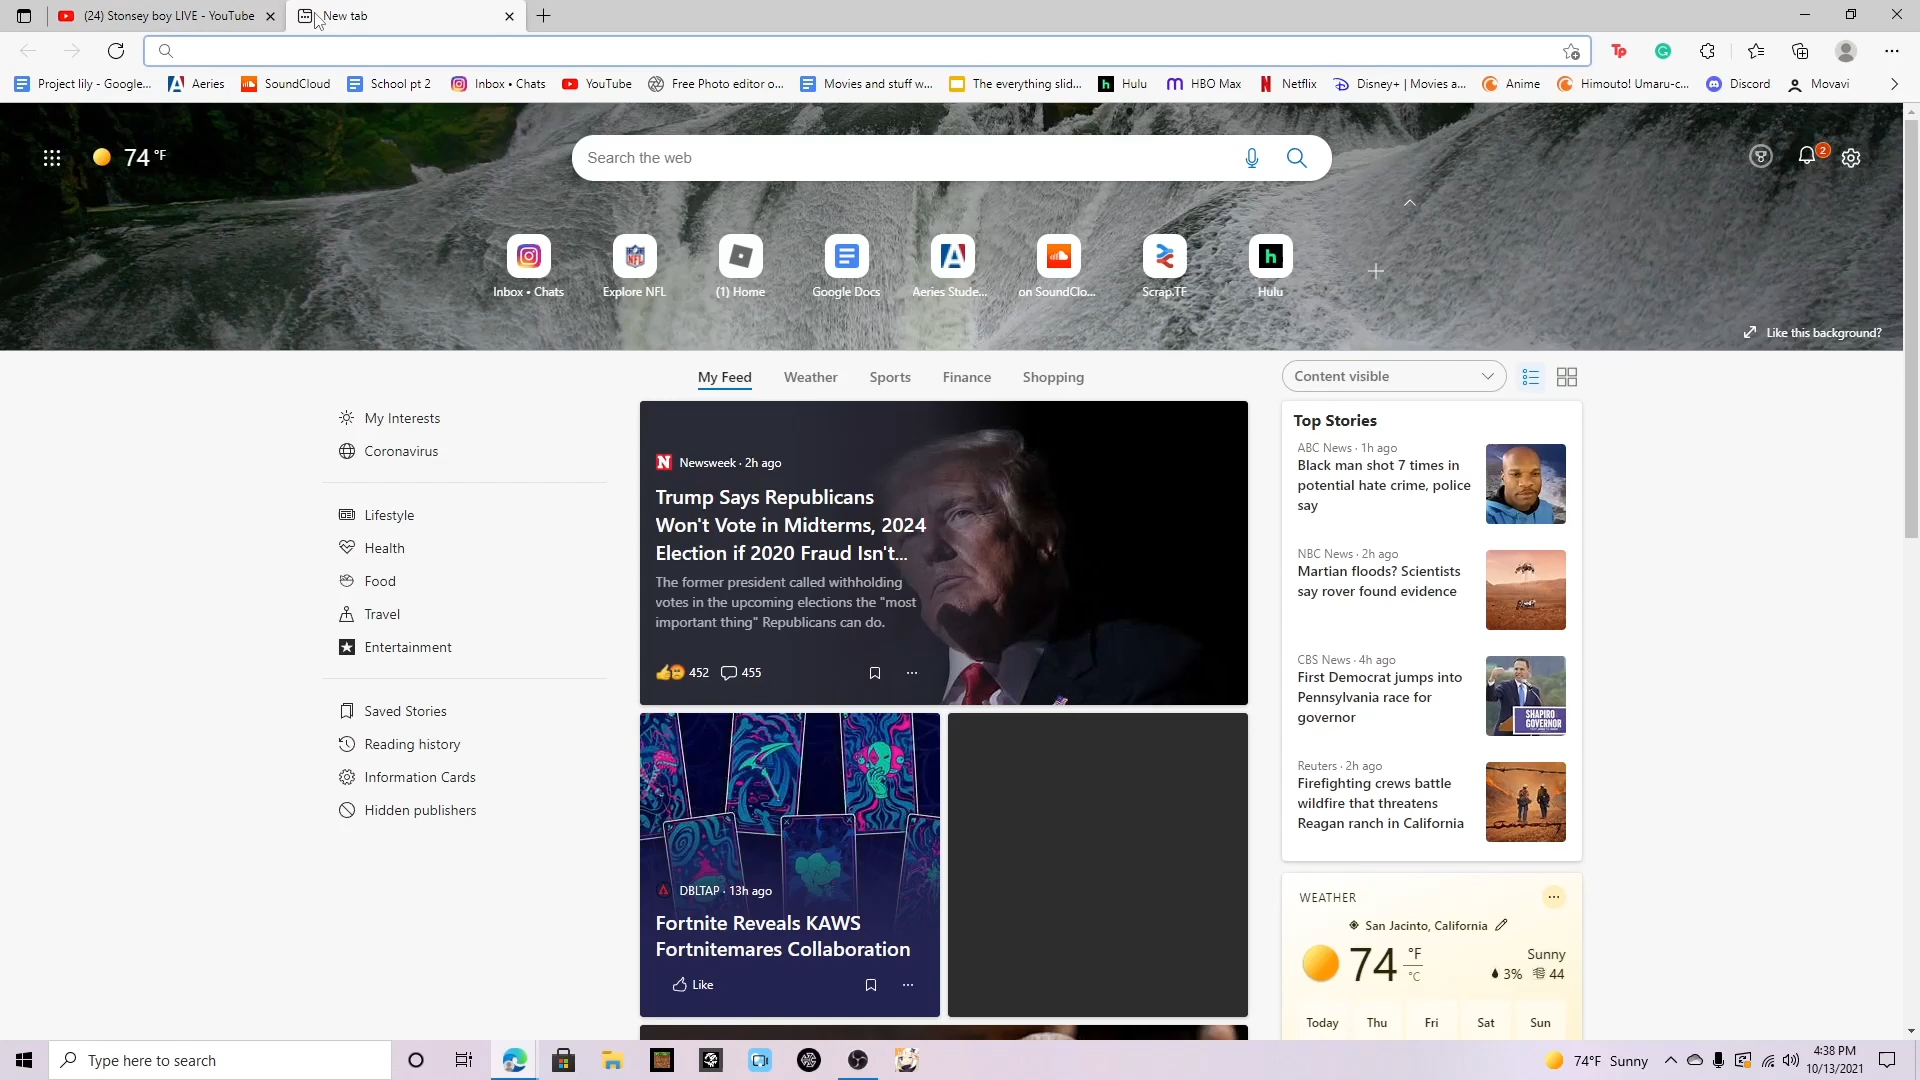 (24) Stonsey boy LIVE - YouTube
New tab
Project lily - Google...
Aeries
SoundCloud
School pt 2
Inbox • Chats
YouTube
Free Photo editor o...
Movies and stuff w...
The everything slid...
Hulu
HBO Max
Netflix
Disney+ | Movies a...
Anime
Himouto! Umaru-c...
Discord
Movavi
74 °F
Search the web
2
Inbox • Chats
Explore NFL
(1) Home
Google Docs
Aeries Stude...
on SoundClo...
Scrap.TF
Hulu
Like this background?
My Feed
Weather
Sports
Finance
Shopping
Content visible
My Interests
Coronavirus
Lifestyle
Health
Food
Travel
Entertainment
Saved Stories
Reading history
Information Cards
Hidden publishers
Newsweek · 2h ago
Trump Says Republicans
Won't Vote in Midterms, 2024
Election if 2020 Fraud Isn't...
The former president called withholding
votes in the upcoming elections the "most
important thing" Republicans can do.
452
455
DBLTAP · 13h ago
Fortnite Reveals KAWS
Fortnitemares Collaboration
Like
Top Stories
ABC News · 1h ago
Black man shot 7 times in
potential hate crime, police
say
NBC News · 2h ago
Martian floods? Scientists
say rover found evidence
CBS News · 4h ago
First Democrat jumps into
Pennsylvania race for
governor
SHAPIRO
GOVERNOR
Reuters · 2h ago
Firefighting crews battle
wildfire that threatens
Reagan ranch in California
WEATHER
San Jacinto, California
74 °F
°C
Sunny
3% 44
Today
Thu
Fri
Sat
Sun
Type here to search
74°F Sunny
4:38 PM
10/13/2021